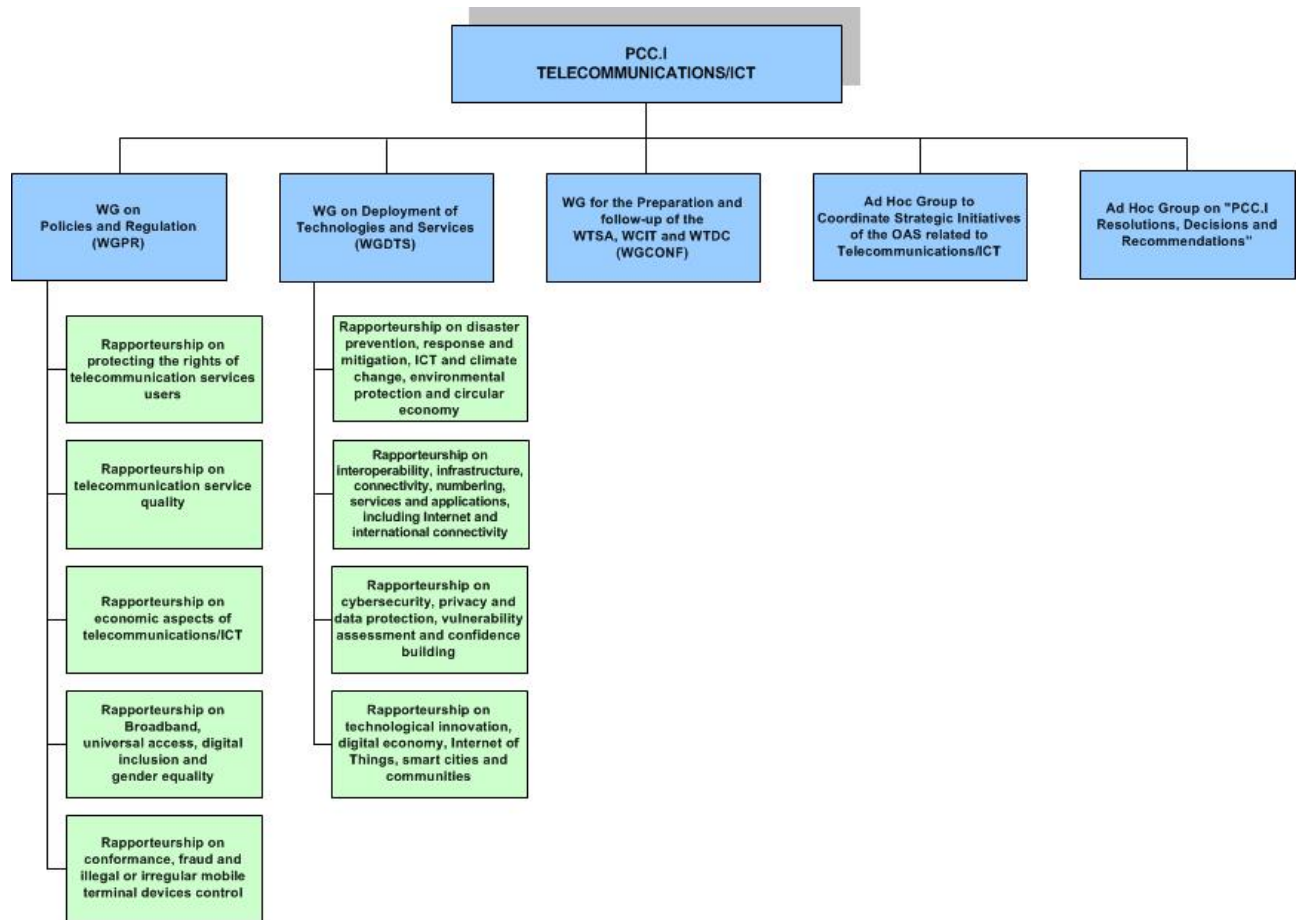 PCC.I
TELECOMMUNICATIONS/ICT
WG on
Policies and Regulation
(WGPR)
WG on Deployment of
Technologies and Services
(WGDTS)
WG for the Preparation and
follow-up of the
WTSA, WCIT and WTDC
(WGCONF)
Ad Hoc Group to
Coordinate Strategic Initiatives
of the OAS related to
Telecommunications/ICT
Ad Hoc Group on "PCC.I
Resolutions, Decisions and
Recommendations"
Rapporteurship on
protecting the rights of
telecommunication services
users
Rapporteurship on
telecommunication service
quality
Rapporteurship on
economic aspects of
telecommunications/ICT
Rapporteurship on
Broadband,
universal access, digital
inclusion and
gender equality
Rapporteurship on
conformance, fraud and
illegal or irregular mobile
terminal devices control
Rapporteurship on disaster
prevention, response and
mitigation, ICT and climate
change, environmental
protection and circular
economy
Rapporteurship on
interoperability, infrastructure,
connectivity, numbering,
services and applications,
including Internet and
international connectivity
Rapporteurship on
cybersecurity, privacy and
data protection, vulnerability
assessment and confidence
building
Rapporteurship on
technological innovation,
digital economy, Internet of
Things, smart cities and
communities